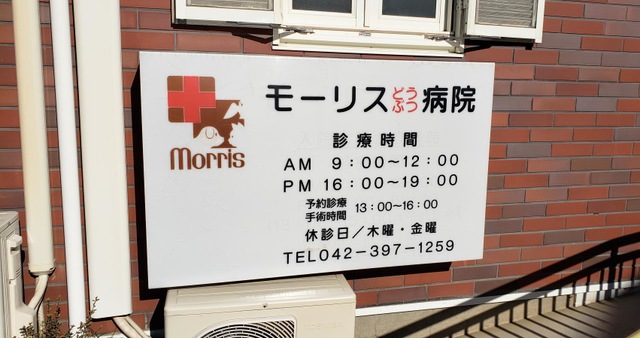 モーリスどうぶつ病院
Morris
診療時間
AM 9：00～12：00
PM 16：00～19：00
予約診療
手術時間 13：00～16：00
休診日／木曜・金曜
TEL042-397-1259